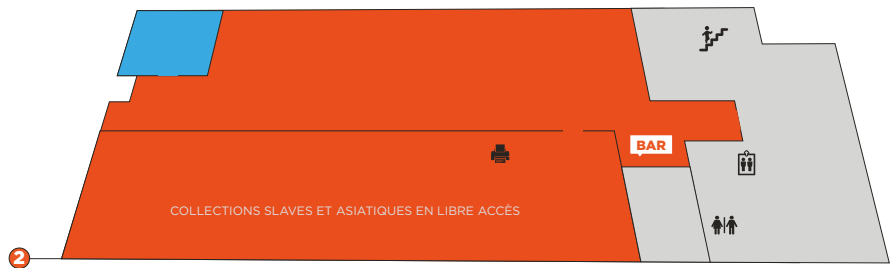 BAR
COLLECTIONS SLAVES ET ASIATIQUES EN LIBRE ACCÈS
2